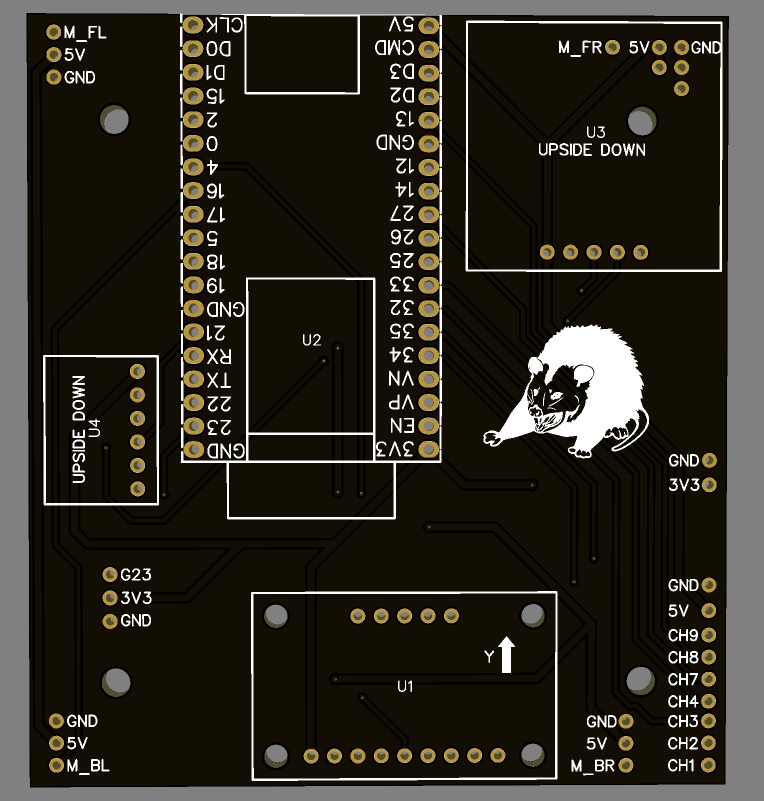 M_FL
5V
GND
CLK
D0
D1
15
2
0
4
16
17
5
18
19
GND
21
RX
TX
22
23
GND
5V
CMD
D3
D2
13
GND
12
14
27
26
25
33
32
35
34
VN
VP
EN
3V3
U2
M_FR 5V GND
U3
UPSIDE DOWN
UPSIDE DOWN
U4
GND
3V3
G23
3V3
GND
GND
5V
M_BL
Y
U1
GND
5V
M_BR
GND
5V
CH9
CH8
CH7
CH4
CH3
CH2
CH1